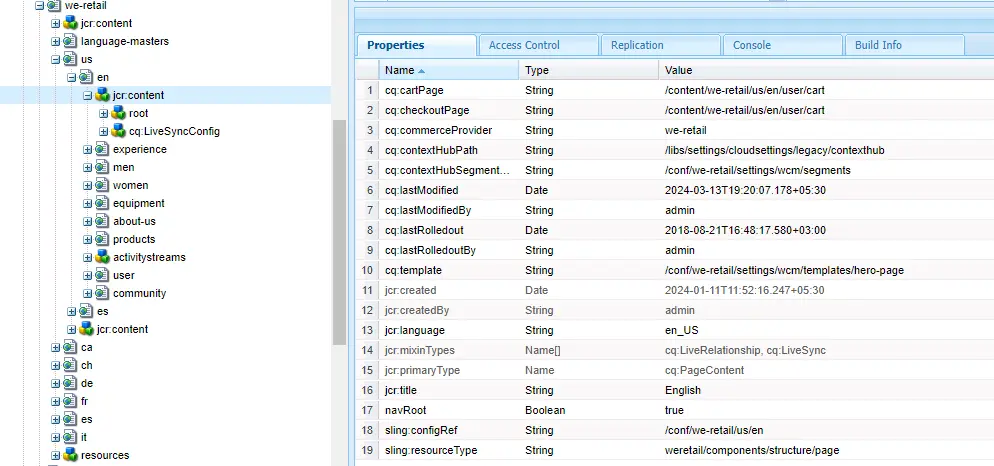 we-retail
jcr:content
language-masters
us
en
jcr:content
root
cq:LiveSyncConfig
experience
men
women
equipment
about-us
products
activitystreams
user
community
es
jcr:content
ca
ch
de
fr
es
it
resources
Properties Access Control Replication Console Build Info
Name Type Value
1 cq:cartPage String /content/we-retail/us/en/user/cart
2 cq:checkoutPage String /content/we-retail/us/en/user/cart
3 cq:commerceProvider String we-retail
4 cq:contextHubPath String /libs/settings/cloudsettings/legacy/contexthub
5 cq:contextHubSegment... String /conf/we-retail/settings/wcm/segments
6 cq:lastModified Date 2024-03-13T19:20:07.178+05:30
7 cq:lastModifiedBy String admin
8 cq:lastRolledout Date 2018-08-21T16:48:17.580+03:00
9 cq:lastRolledoutBy String admin
10 cq:template String /conf/we-retail/settings/wcm/templates/hero-page
11 jcr:created Date 2024-01-11T11:52:16.247+05:30
12 jcr:createdBy String admin
13 jcr:language String en_US
14 jcr:mixinTypes Name[] cq:LiveRelationship, cq:LiveSync
15 jcr:primaryType Name cq:PageContent
16 jcr:title String English
17 navRoot Boolean true
18 sling:configRef String /conf/we-retail/us/en
19 sling:resourceType String weretail/components/structure/page